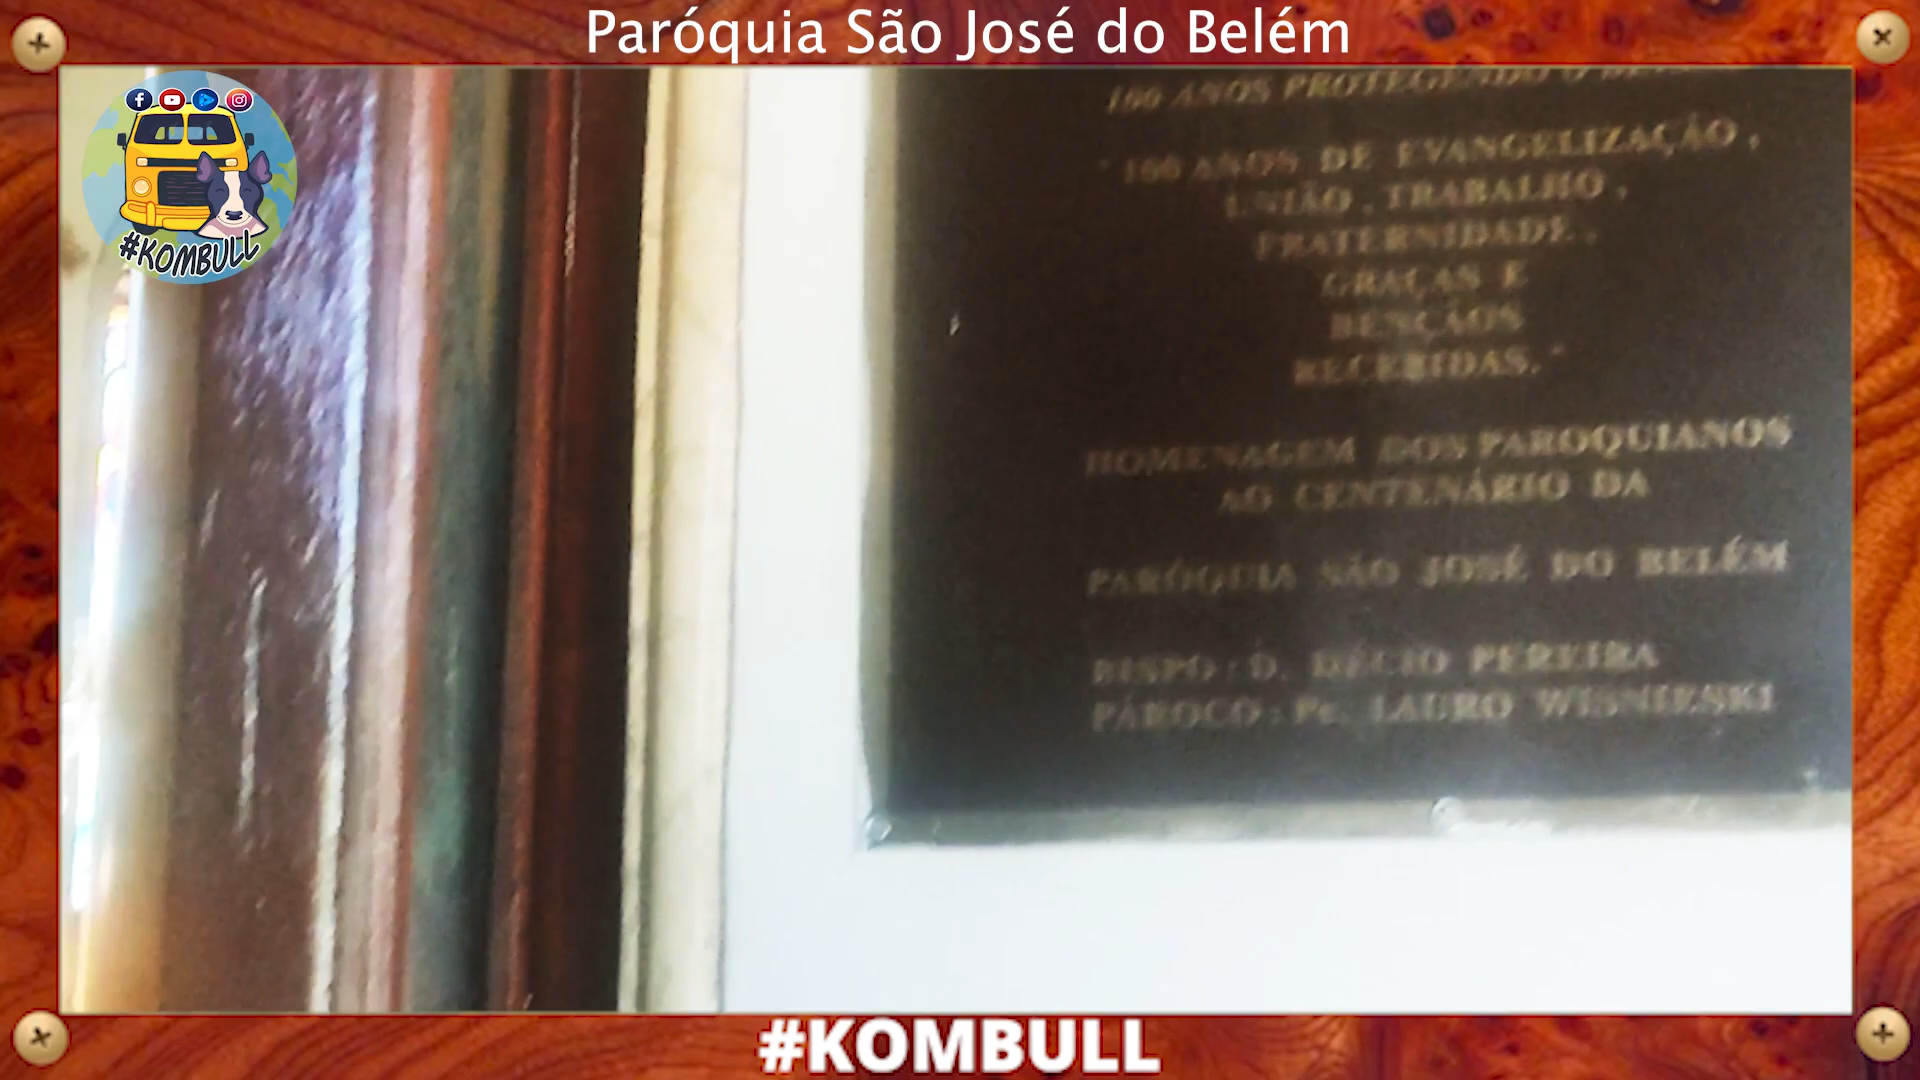 Paróquia São José do Belém
#KOMBULL
100 ANOS PROTEGENDO O
"100 ANOS DE EVANGELIZAÇÃO,
UNIÃO, TRABALHO,
FRATERNIDADE,
GRAÇAS E
BENÇÃOS
RECEBIDAS."
HOMENAGEM DOS PAROQUIANOS
AO CENTENÁRIO DA
PARÓQUIA SÃO JOSÉ DO BELÉM
BISPO: D. DÉCIO PEREIRA
PÁROCO: Pe. LAURO WISNIESKI
#KOMBULL